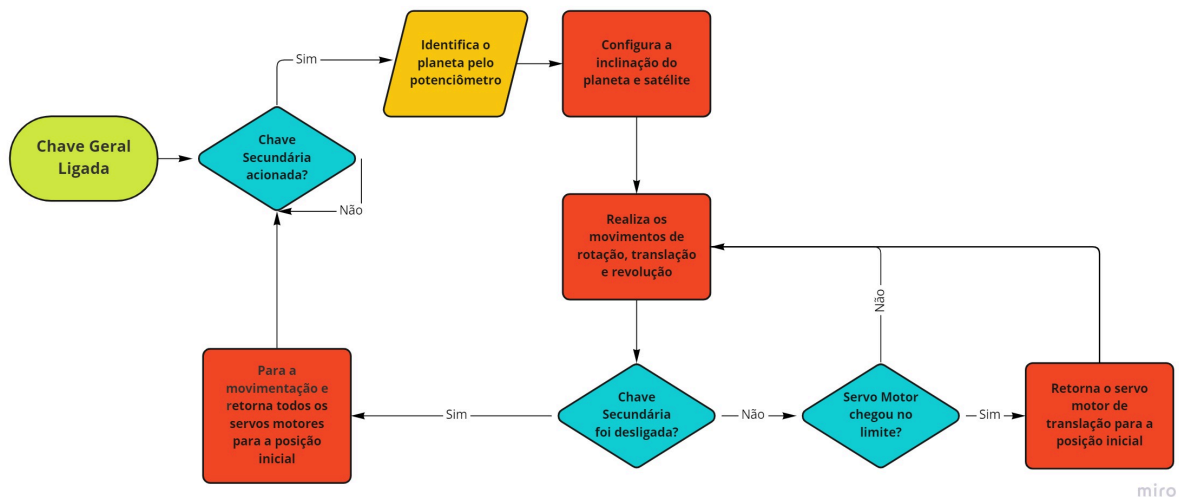 Chave Geral
Ligada
Chave
Secundária
acionada?
Sim
Não
Identifica o
planeta pelo
potenciômetro
Configura a
inclinação do
planeta e satélite
Realiza os
movimentos de
rotação, translação
e revolução
Chave
Secundária
foi desligada?
Sim
Para a
movimentação e
retorna todos os
servos motores
para a posição
inicial
Não
Servo Motor
chegou no
limite?
Não
Sim
Retorna o servo
motor de
translação para a
posição inicial
miro